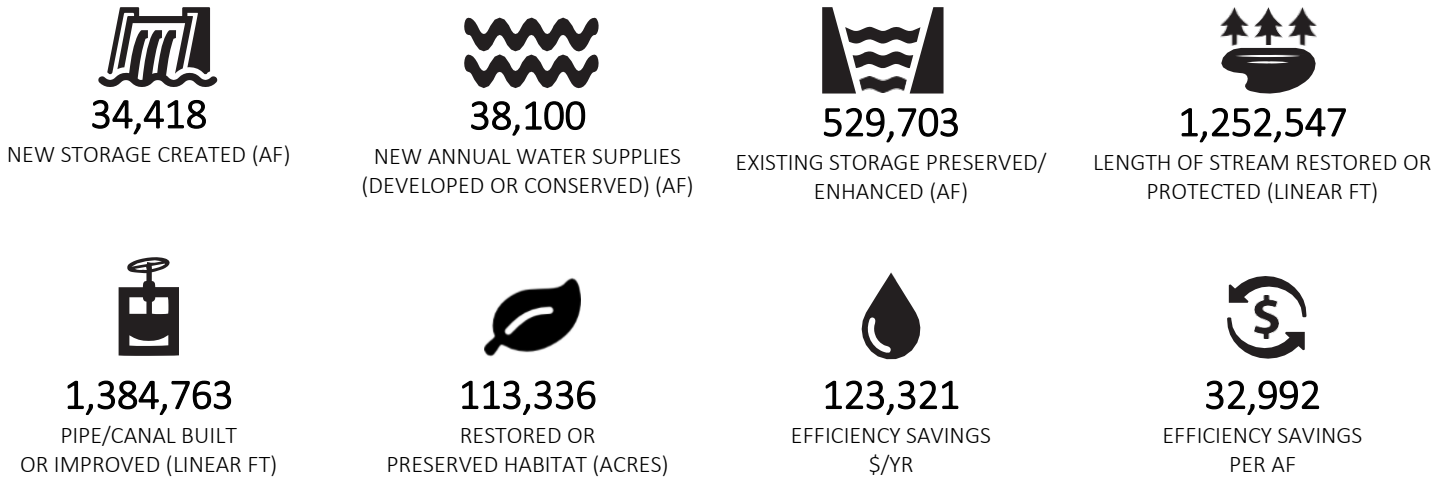 34,418
NEW STORAGE CREATED (AF)
38,100
NEW ANNUAL WATER SUPPLIES
(DEVELOPED OR CONSERVED) (AF)
529,703
EXISTING STORAGE PRESERVED/
ENHANCED (AF)
1,252,547
LENGTH OF STREAM RESTORED OR
PROTECTED (LINEAR FT)
1,384,763
PIPE/CANAL BUILT
OR IMPROVED (LINEAR FT)
113,336
RESTORED OR
PRESERVED HABITAT (ACRES)
123,321
EFFICIENCY SAVINGS
$/YR
$
32,992
EFFICIENCY SAVINGS
PER AF